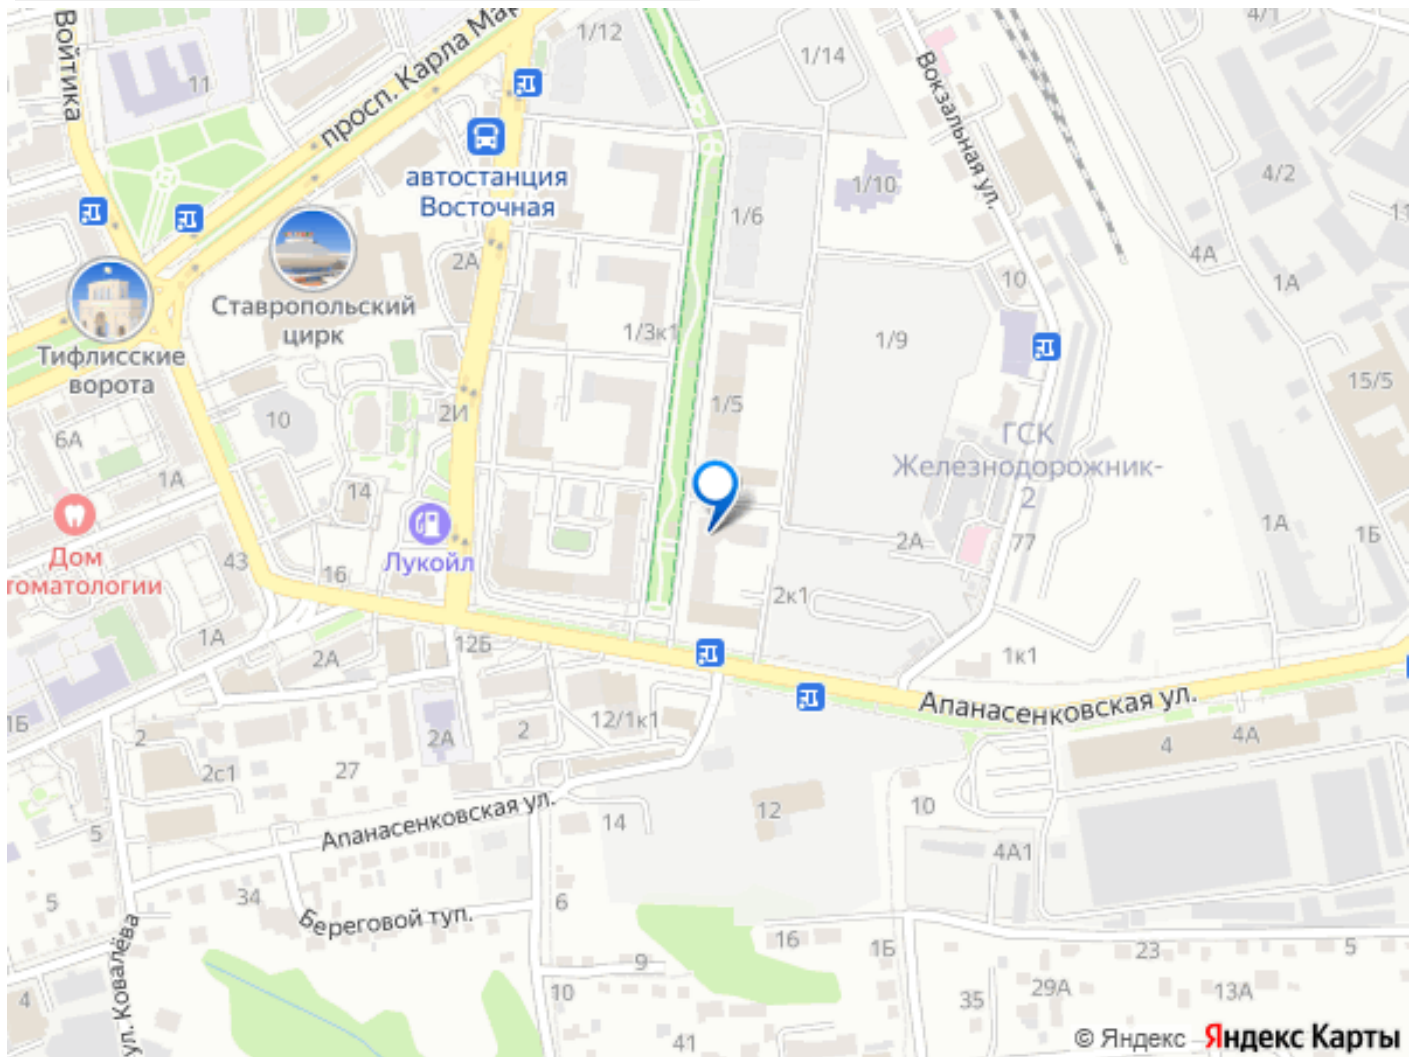 Войтика
11
просп. Карла Мар
1/12
4/1
1/14
Вокзальная ул.
автостанция
Восточная
1/10
4/2
11
1/6
2А
4А
10
1А
Ставропольский
цирк
1/3к1
1/9
Тифлисские
ворота
15/5
1/5
2И
10
6А
ГСК
Железнодорожник-
2
1А
14
1А
1Б
Лукойл
2А
77
43
Дом
томатологии
16
2к1
1А
2А
12Б
1к1
Апанасенковская ул.
1Б
2
2А
2
12/1к1
4
4А
2с1
27
12
10
Апанасенковская ул.
14
5
4А1
34
5
6
Береговой туп.
ул. Ковалёва
16
1Б
23
5
9
4
10
35
29А
13А
41
© Яндекс Яндекс Карты